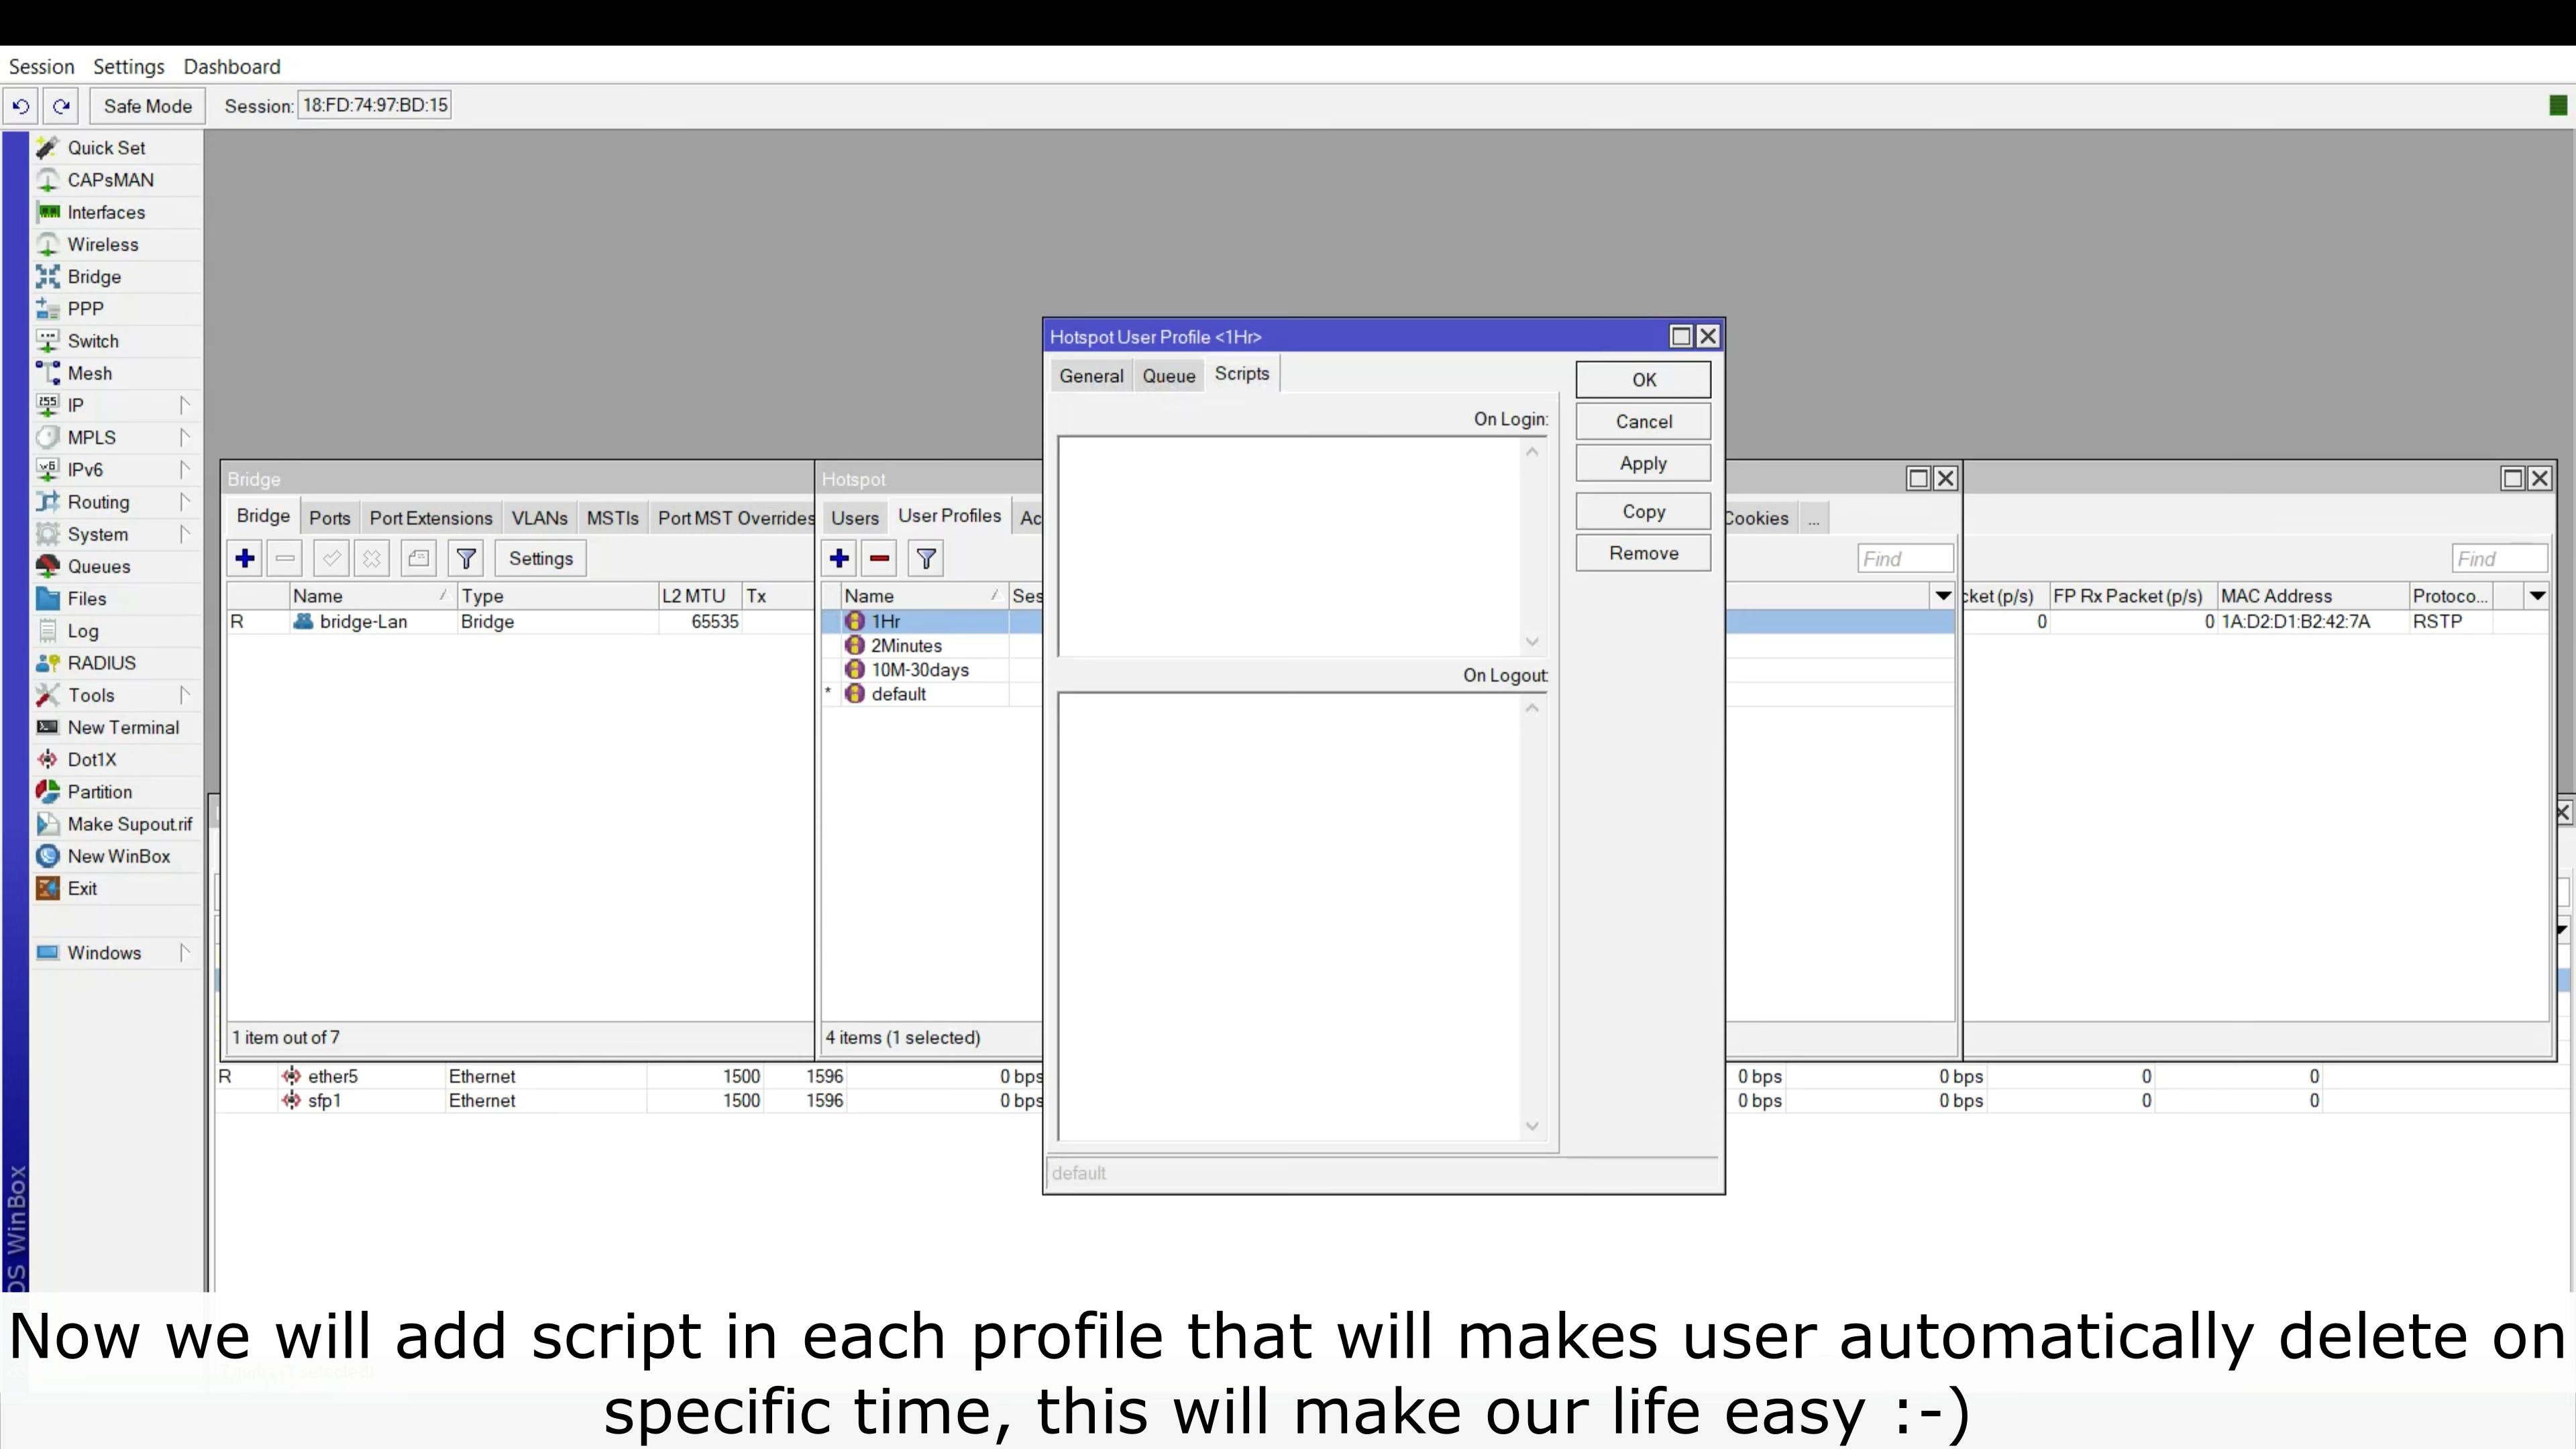 Session Settings Dashboard
Safe Mode Session: 18:FD:74:97:BD:15
Quick Set
CAPsMAN
Interfaces
Wireless
Bridge
PPP
Switch
Mesh
IP
MPLS
IPv6
Routing
System
Queues
Files
Log
RADIUS
Tools
New Terminal
Dot1X
Partition
Make Supout.rif
New WinBox
Exit
Windows
OS WinBox
Bridge
Bridge Ports Port Extensions VLANs MSTIs Port MST Overrides
Settings
Name Type L2 MTU Tx
R bridge-Lan Bridge 65535
1 item out of 7
Hotspot
Users User Profiles Ac
Cookies ...
Find
Name Ses
1Hr
2Minutes
10M-30days
* default
4 items (1 selected)
Hotspot User Profile <1Hr>
General Queue Scripts
On Login:
On Logout:
OK
Cancel
Apply
Copy
Remove
default
Find
cket (p/s) FP Rx Packet (p/s) MAC Address Protoco...
0 0 1A:D2:D1:B2:42:7A RSTP
R ether5 Ethernet 1500 1596 0 bps 0 bps 0 bps 0 0
sfp1 Ethernet 1500 1596 0 bps 0 bps 0 bps 0 0
Now we will add script in each profile that will makes user automatically delete on
specific time, this will make our life easy :-)